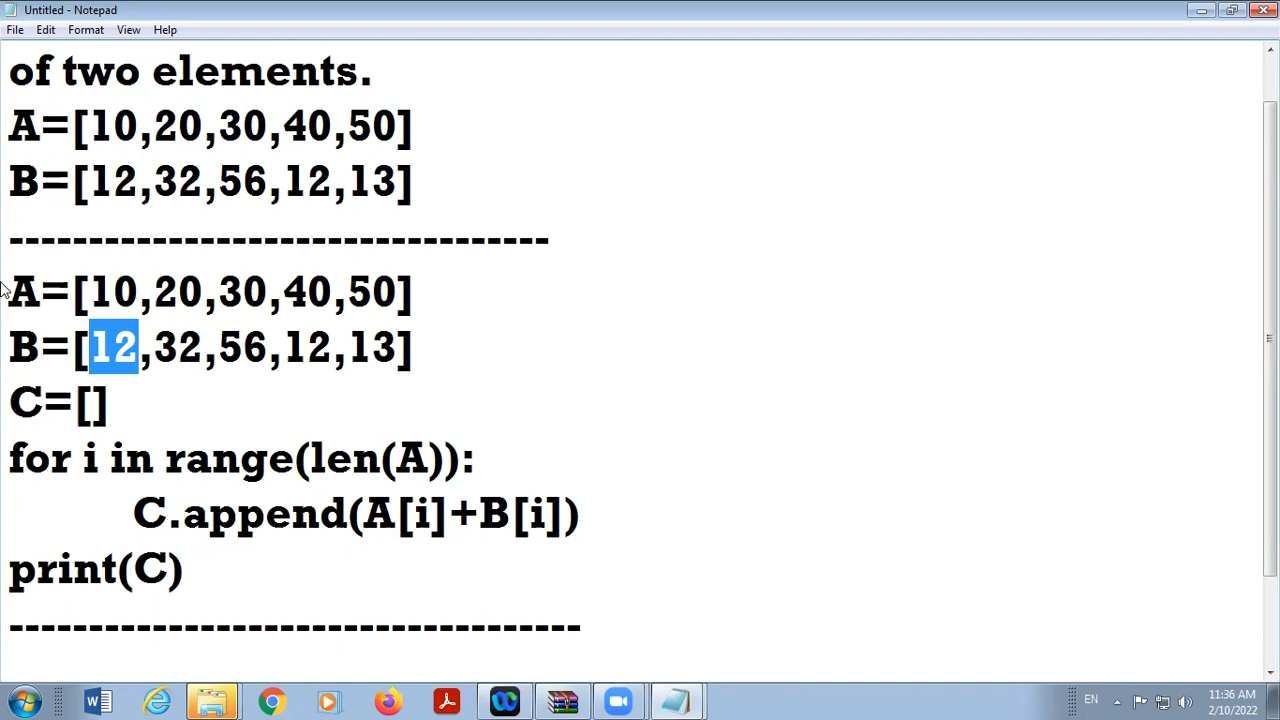 Untitled - Notepad
File Edit Format View Help
of two elements.
A=[10,20,30,40,50]
B=[12,32,56,12,13]
----------------------------------
A=[10,20,30,40,50]
B=[12,32,56,12,13]
C=[]
for i in range(len(A)):
C.append(A[i]+B[i])
print(C)
------------------------------------
EN
11:36 AM
2/10/2022